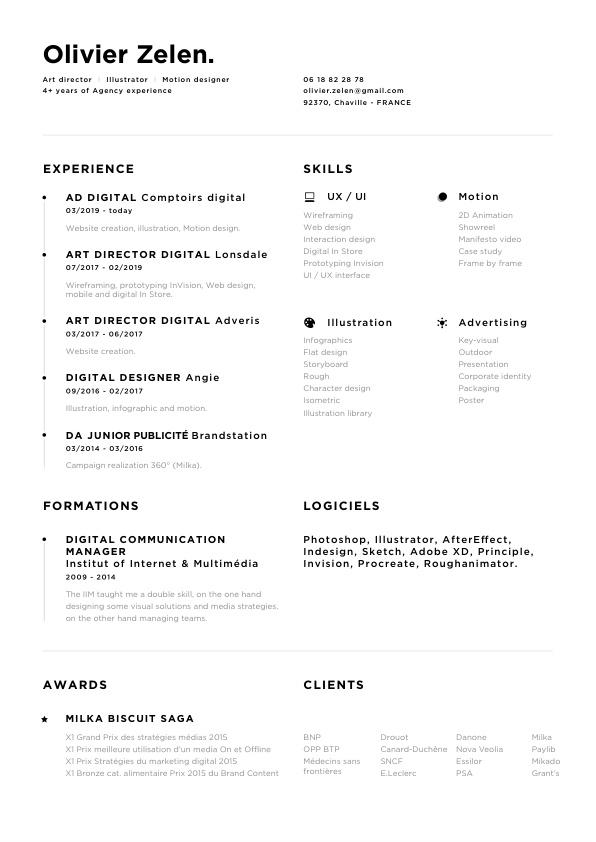 Olivier Zelen.
Art director | Illustrator | Motion designer
4+ years of Agency experience
06 18 82 28 78
olivier.zelen@gmail.com
92370, Chaville - FRANCE
EXPERIENCE
AD DIGITAL Comptoirs digital
03/2019 - today
Website creation, illustration, Motion design.
ART DIRECTOR DIGITAL Lonsdale
07/2017 - 02/2019
Wireframing, prototyping InVision, Web design,
mobile and digital In Store.
ART DIRECTOR DIGITAL Adveris
03/2017 - 06/2017
Website creation.
DIGITAL DESIGNER Angie
09/2016 - 02/2017
Illustration, infographic and motion.
DA JUNIOR PUBLICITÉ Brandstation
03/2014 - 03/2016
Campaign realization 360° (Milka).
SKILLS
UX / UI
Wireframing
Web design
Interaction design
Digital In Store
Prototyping Invision
UI / UX interface
Motion
2D Animation
Showreel
Manifesto video
Case study
Frame by frame
Illustration
Infographics
Flat design
Storyboard
Rough
Character design
Isometric
Illustration library
Advertising
Key-visual
Outdoor
Presentation
Corporate identity
Packaging
Poster
FORMATIONS
DIGITAL COMMUNICATION
MANAGER
Institut of Internet & Multimédia
2009 - 2014
The IIM taught me a double skill, on the one hand
designing some visual solutions and media strategies,
on the other hand managing teams.
LOGICIELS
Photoshop, Illustrator, AfterEffect,
Indesign, Sketch, Adobe XD, Principle,
Invision, Procreate, Roughanimator.
AWARDS
MILKA BISCUIT SAGA
X1 Grand Prix des stratégies médias 2015
X1 Prix meilleure utilisation d'un media On et Offline
X1 Prix Stratégies du marketing digital 2015
X1 Bronze cat. alimentaire Prix 2015 du Brand Content
CLIENTS
BNP
OPP BTP
Médecins sans
frontières
Drouot
Canard-Duchêne
SNCF
E.Leclerc
Danone
Nova Veolia
Essilor
PSA
Milka
Paylib
Mikado
Grant's